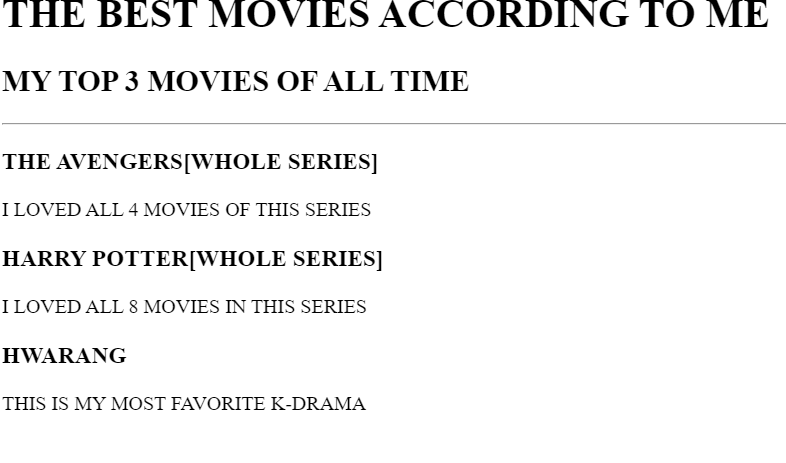 THE BEST MOVIES ACCORDING TO ME
MY TOP 3 MOVIES OF ALL TIME
THE AVENGERS[WHOLE SERIES]
I LOVED ALL 4 MOVIES OF THIS SERIES
HARRY POTTER[WHOLE SERIES]
I LOVED ALL 8 MOVIES IN THIS SERIES
HWARANG
THIS IS MY MOST FAVORITE K-DRAMA